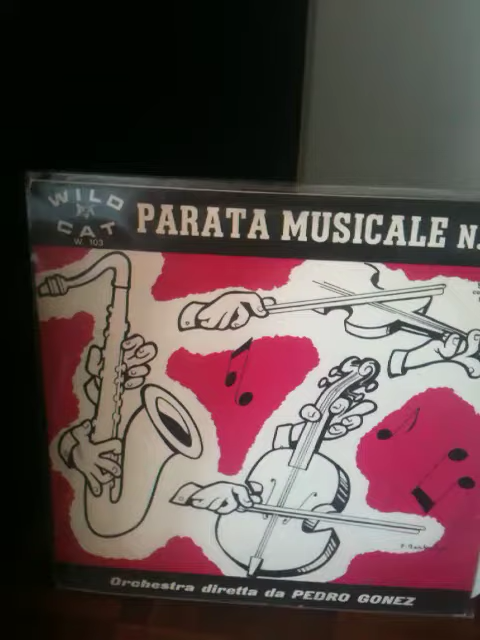 WILD
CAT
W. 103
PARATA MUSICALE N.
Orchestra diretta da PEDRO GONEZ